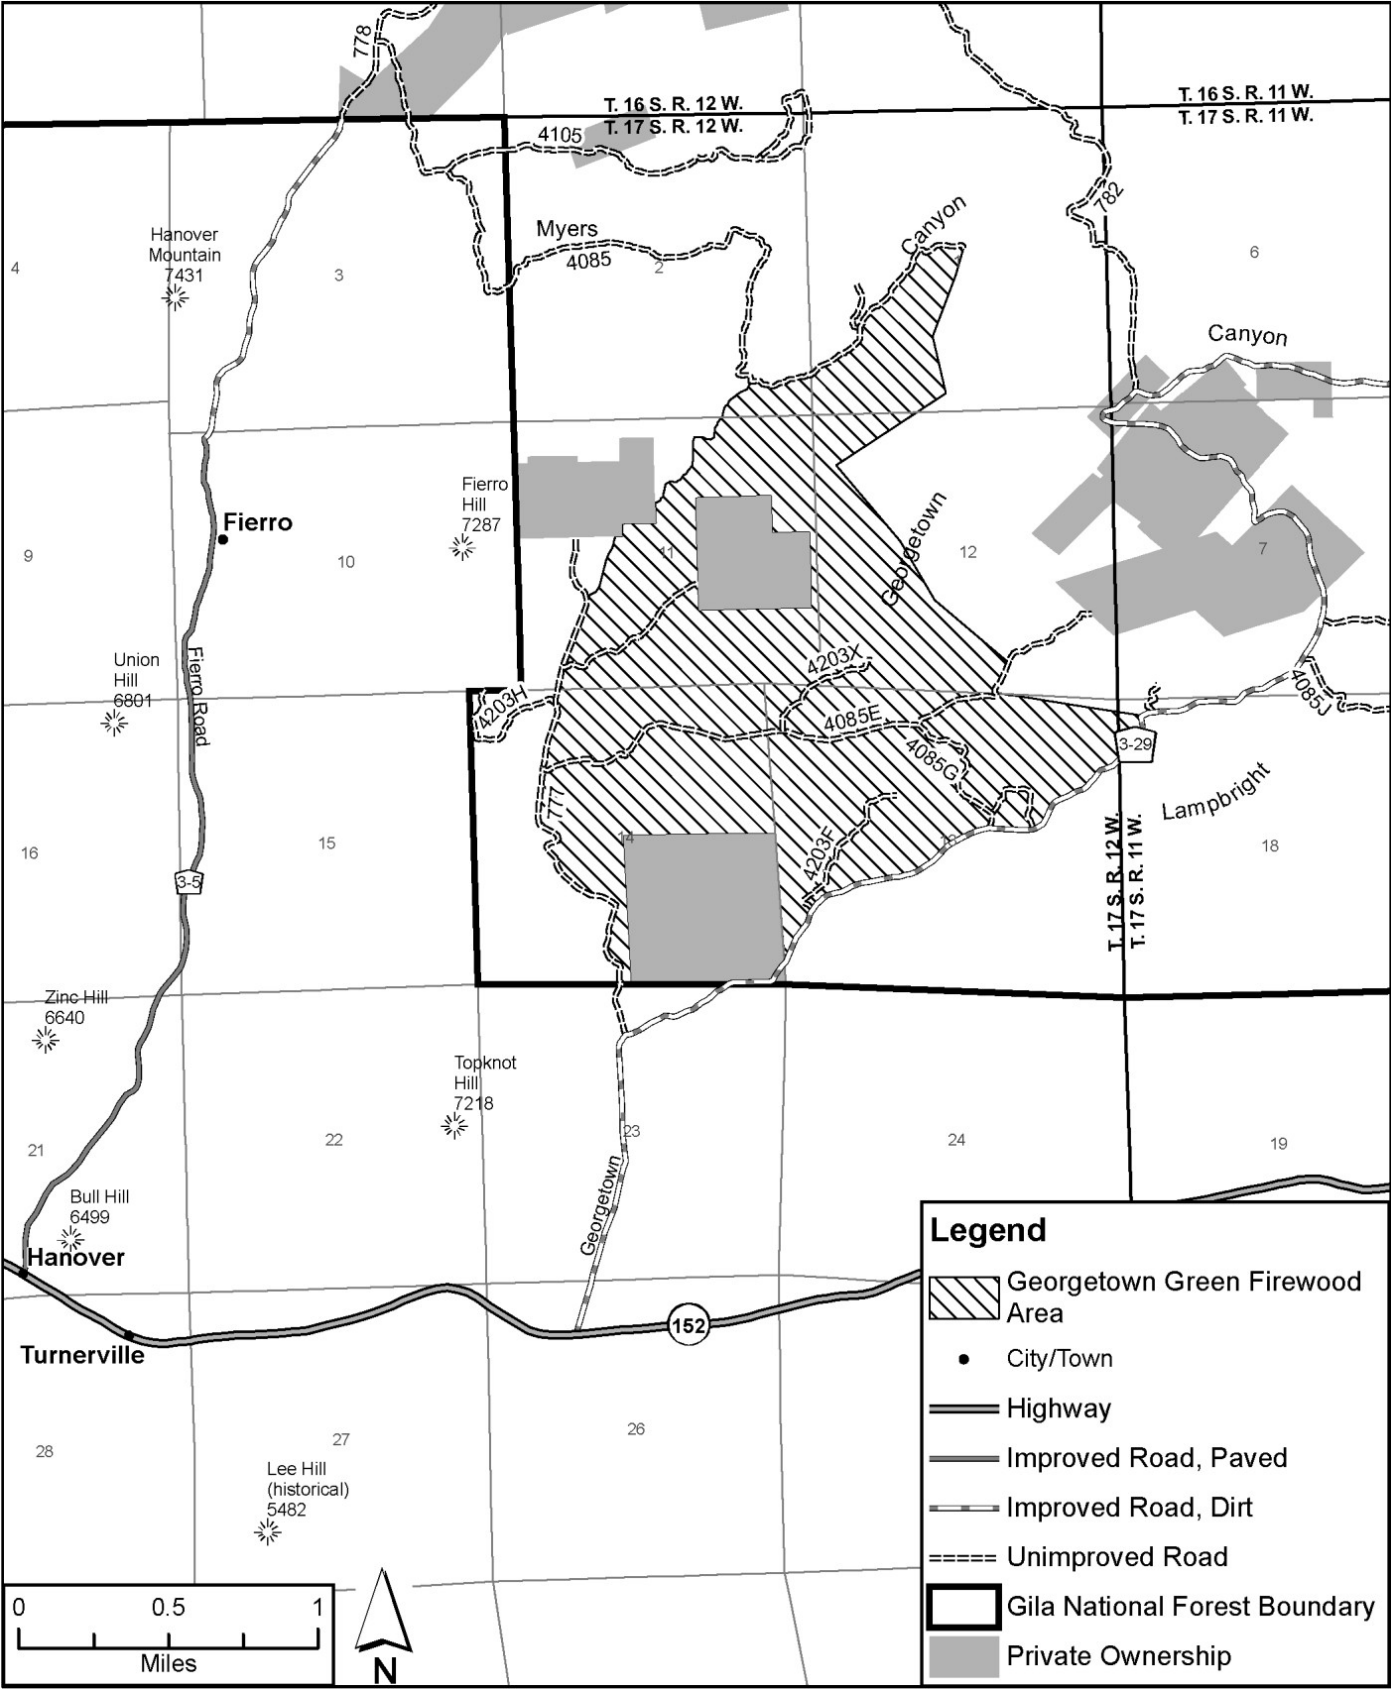 778
T. 16 S. R. 12 W.
T. 17 S. R. 12 W.
T. 16 S. R. 11 W.
T. 17 S. R. 11 W.
4105
782
Canyon
Myers
4085
Hanover
Mountain
7431
4
3
2
6
Canyon
Fierro
Hill
7287
Fierro
Georgetown
9
10
11
12
7
Union
Hill
6801
Fierro Road
4203H
4203X
4085E
4085G
4085J
3-29
777
Lampbright
16
15
14
4203F
18
3-5
T. 17 S. R. 12 W.
T. 17 S. R. 11 W.
Zinc Hill
6640
Topknot
Hill
7218
21
22
23
24
19
Georgetown
Bull Hill
6499
Hanover
152
Turnerville
28
27
26
Lee Hill
(historical)
5482
Legend
Georgetown Green Firewood
Area
City/Town
Highway
Improved Road, Paved
Improved Road, Dirt
Unimproved Road
Gila National Forest Boundary
Private Ownership
0 0.5 1
Miles
N